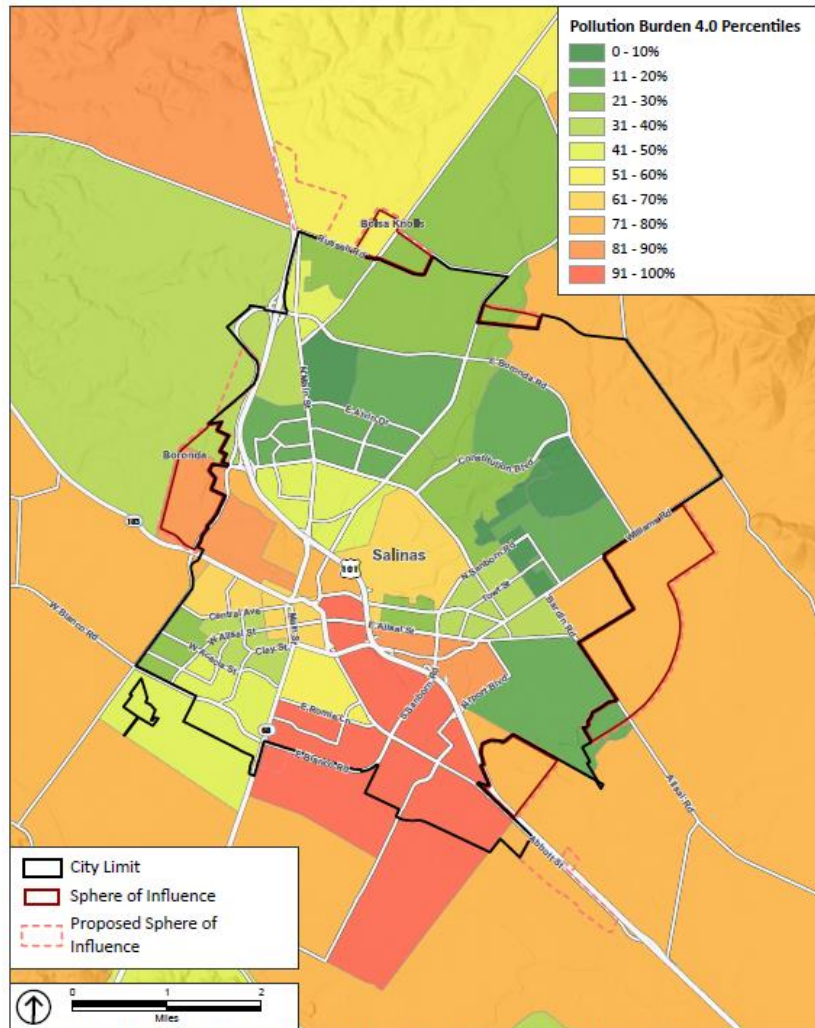 Pollution Burden 4.0 Percentiles
0 - 10%
11 - 20%
21 - 30%
31 - 40%
41 - 50%
51 - 60%
61 - 70%
71 - 80%
81 - 90%
91 - 100%
Bolsa Knolls
Russell Rd
E Boronda Rd
N Main St
E Alvin Dr
Boronda
Constitution Blvd
183
Williams Rd
Salinas
101
N Sanborn Rd
Towt St
Bardin Rd
W Blanco Rd
Central Ave
W Alisal St
Main St
E Alisal St
Clay St
W Acacia St
S Sanborn Rd
Airport Blvd
E Romie Ln
68
E Blanco Rd
Alisal Rd
Abbott St
City Limit
Sphere of Influence
Proposed Sphere of
Influence
0 1 2
Miles